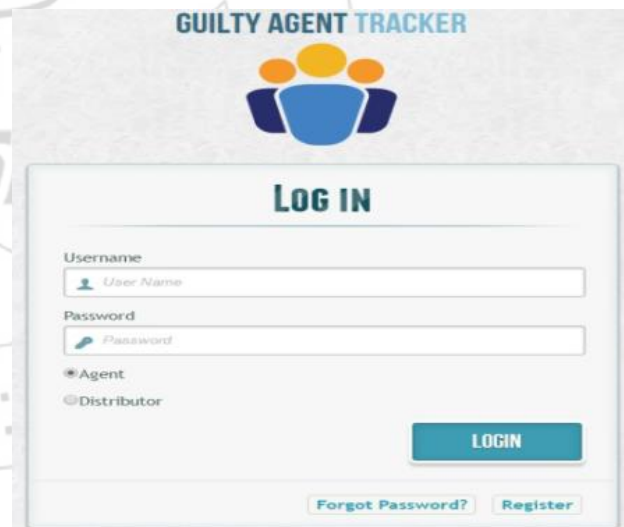 GUILTY AGENT TRACKER
LOG IN
Username
User Name
Password
Password
Agent
Distributor
LOGIN
Forgot Password? Register